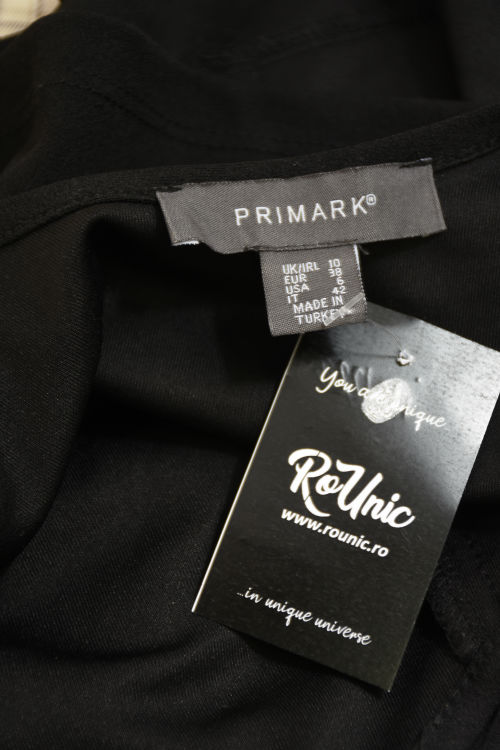 PRIMARK®
UK/IRL 10
EUR 38
USA 6
IT 42
MADE IN
TURKEY
You are unique
RoUnic
www.rounic.ro
...in unique universe